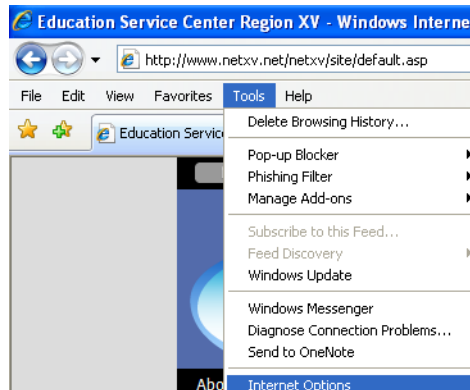 Education Service Center Region XV - Windows Interne
http://www.netxv.net/netxv/site/default.asp
File Edit View Favorites Tools Help
Education Servic
Delete Browsing History...
Pop-up Blocker
Phishing Filter
Manage Add-ons
Subscribe to this Feed...
Feed Discovery
Windows Update
Windows Messenger
Diagnose Connection Problems...
Send to OneNote
Abo
Internet Options